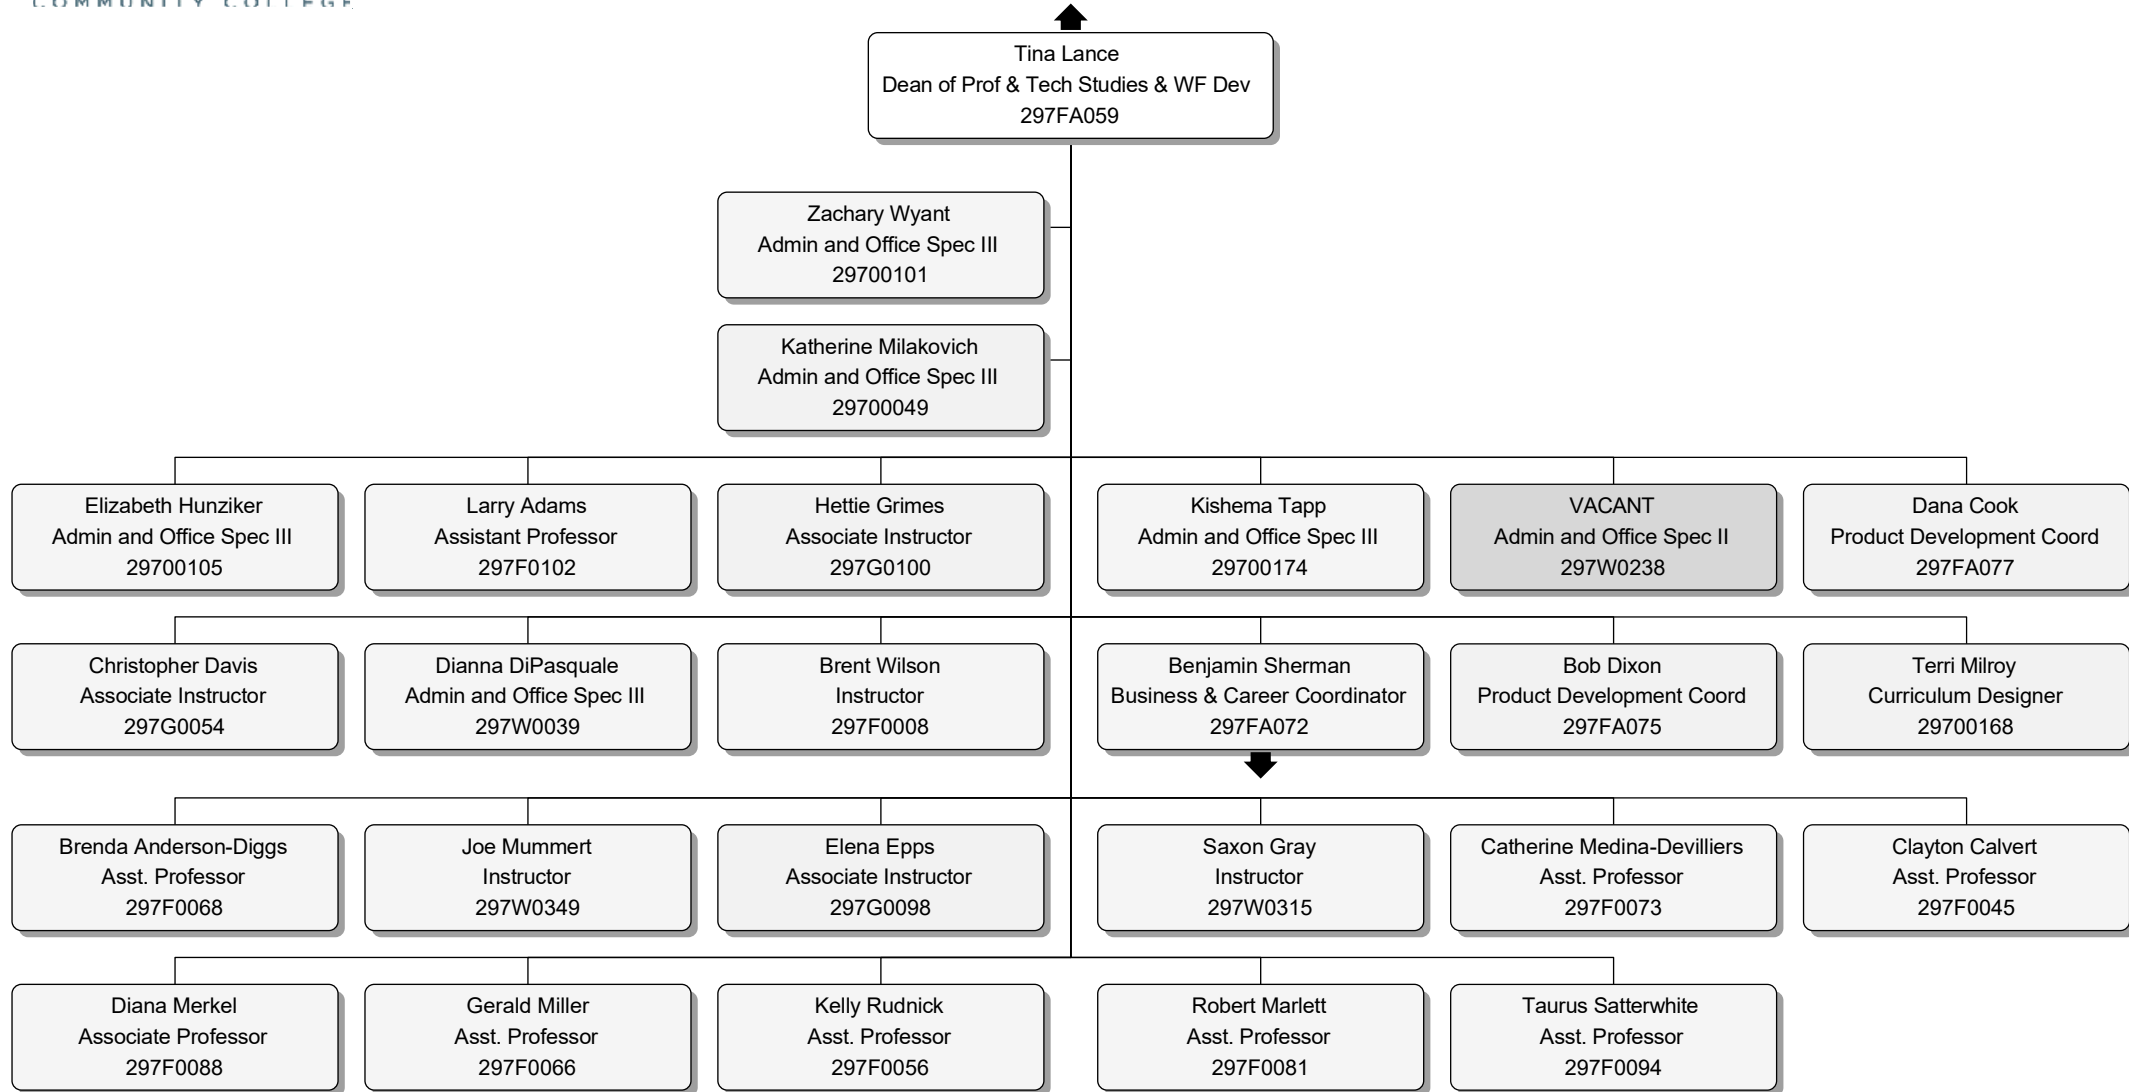 COMMUNITY COLLEGE
Tina Lance
Dean of Prof & Tech Studies & WF Dev
297FA059
Zachary Wyant
Admin and Office Spec III
29700101
Katherine Milakovich
Admin and Office Spec III
29700049
Elizabeth Hunziker
Admin and Office Spec III
29700105
Larry Adams
Assistant Professor
297F0102
Hettie Grimes
Associate Instructor
297G0100
Kishema Tapp
Admin and Office Spec III
29700174
VACANT
Admin and Office Spec II
297W0238
Dana Cook
Product Development Coord
297FA077
Christopher Davis
Associate Instructor
297G0054
Dianna DiPasquale
Admin and Office Spec III
297W0039
Brent Wilson
Instructor
297F0008
Benjamin Sherman
Business & Career Coordinator
297FA072
Bob Dixon
Product Development Coord
297FA075
Terri Milroy
Curriculum Designer
29700168
Brenda Anderson-Diggs
Asst. Professor
297F0068
Joe Mummert
Instructor
297W0349
Elena Epps
Associate Instructor
297G0098
Saxon Gray
Instructor
297W0315
Catherine Medina-Devilliers
Asst. Professor
297F0073
Clayton Calvert
Asst. Professor
297F0045
Diana Merkel
Associate Professor
297F0088
Gerald Miller
Asst. Professor
297F0066
Kelly Rudnick
Asst. Professor
297F0056
Robert Marlett
Asst. Professor
297F0081
Taurus Satterwhite
Asst. Professor
297F0094